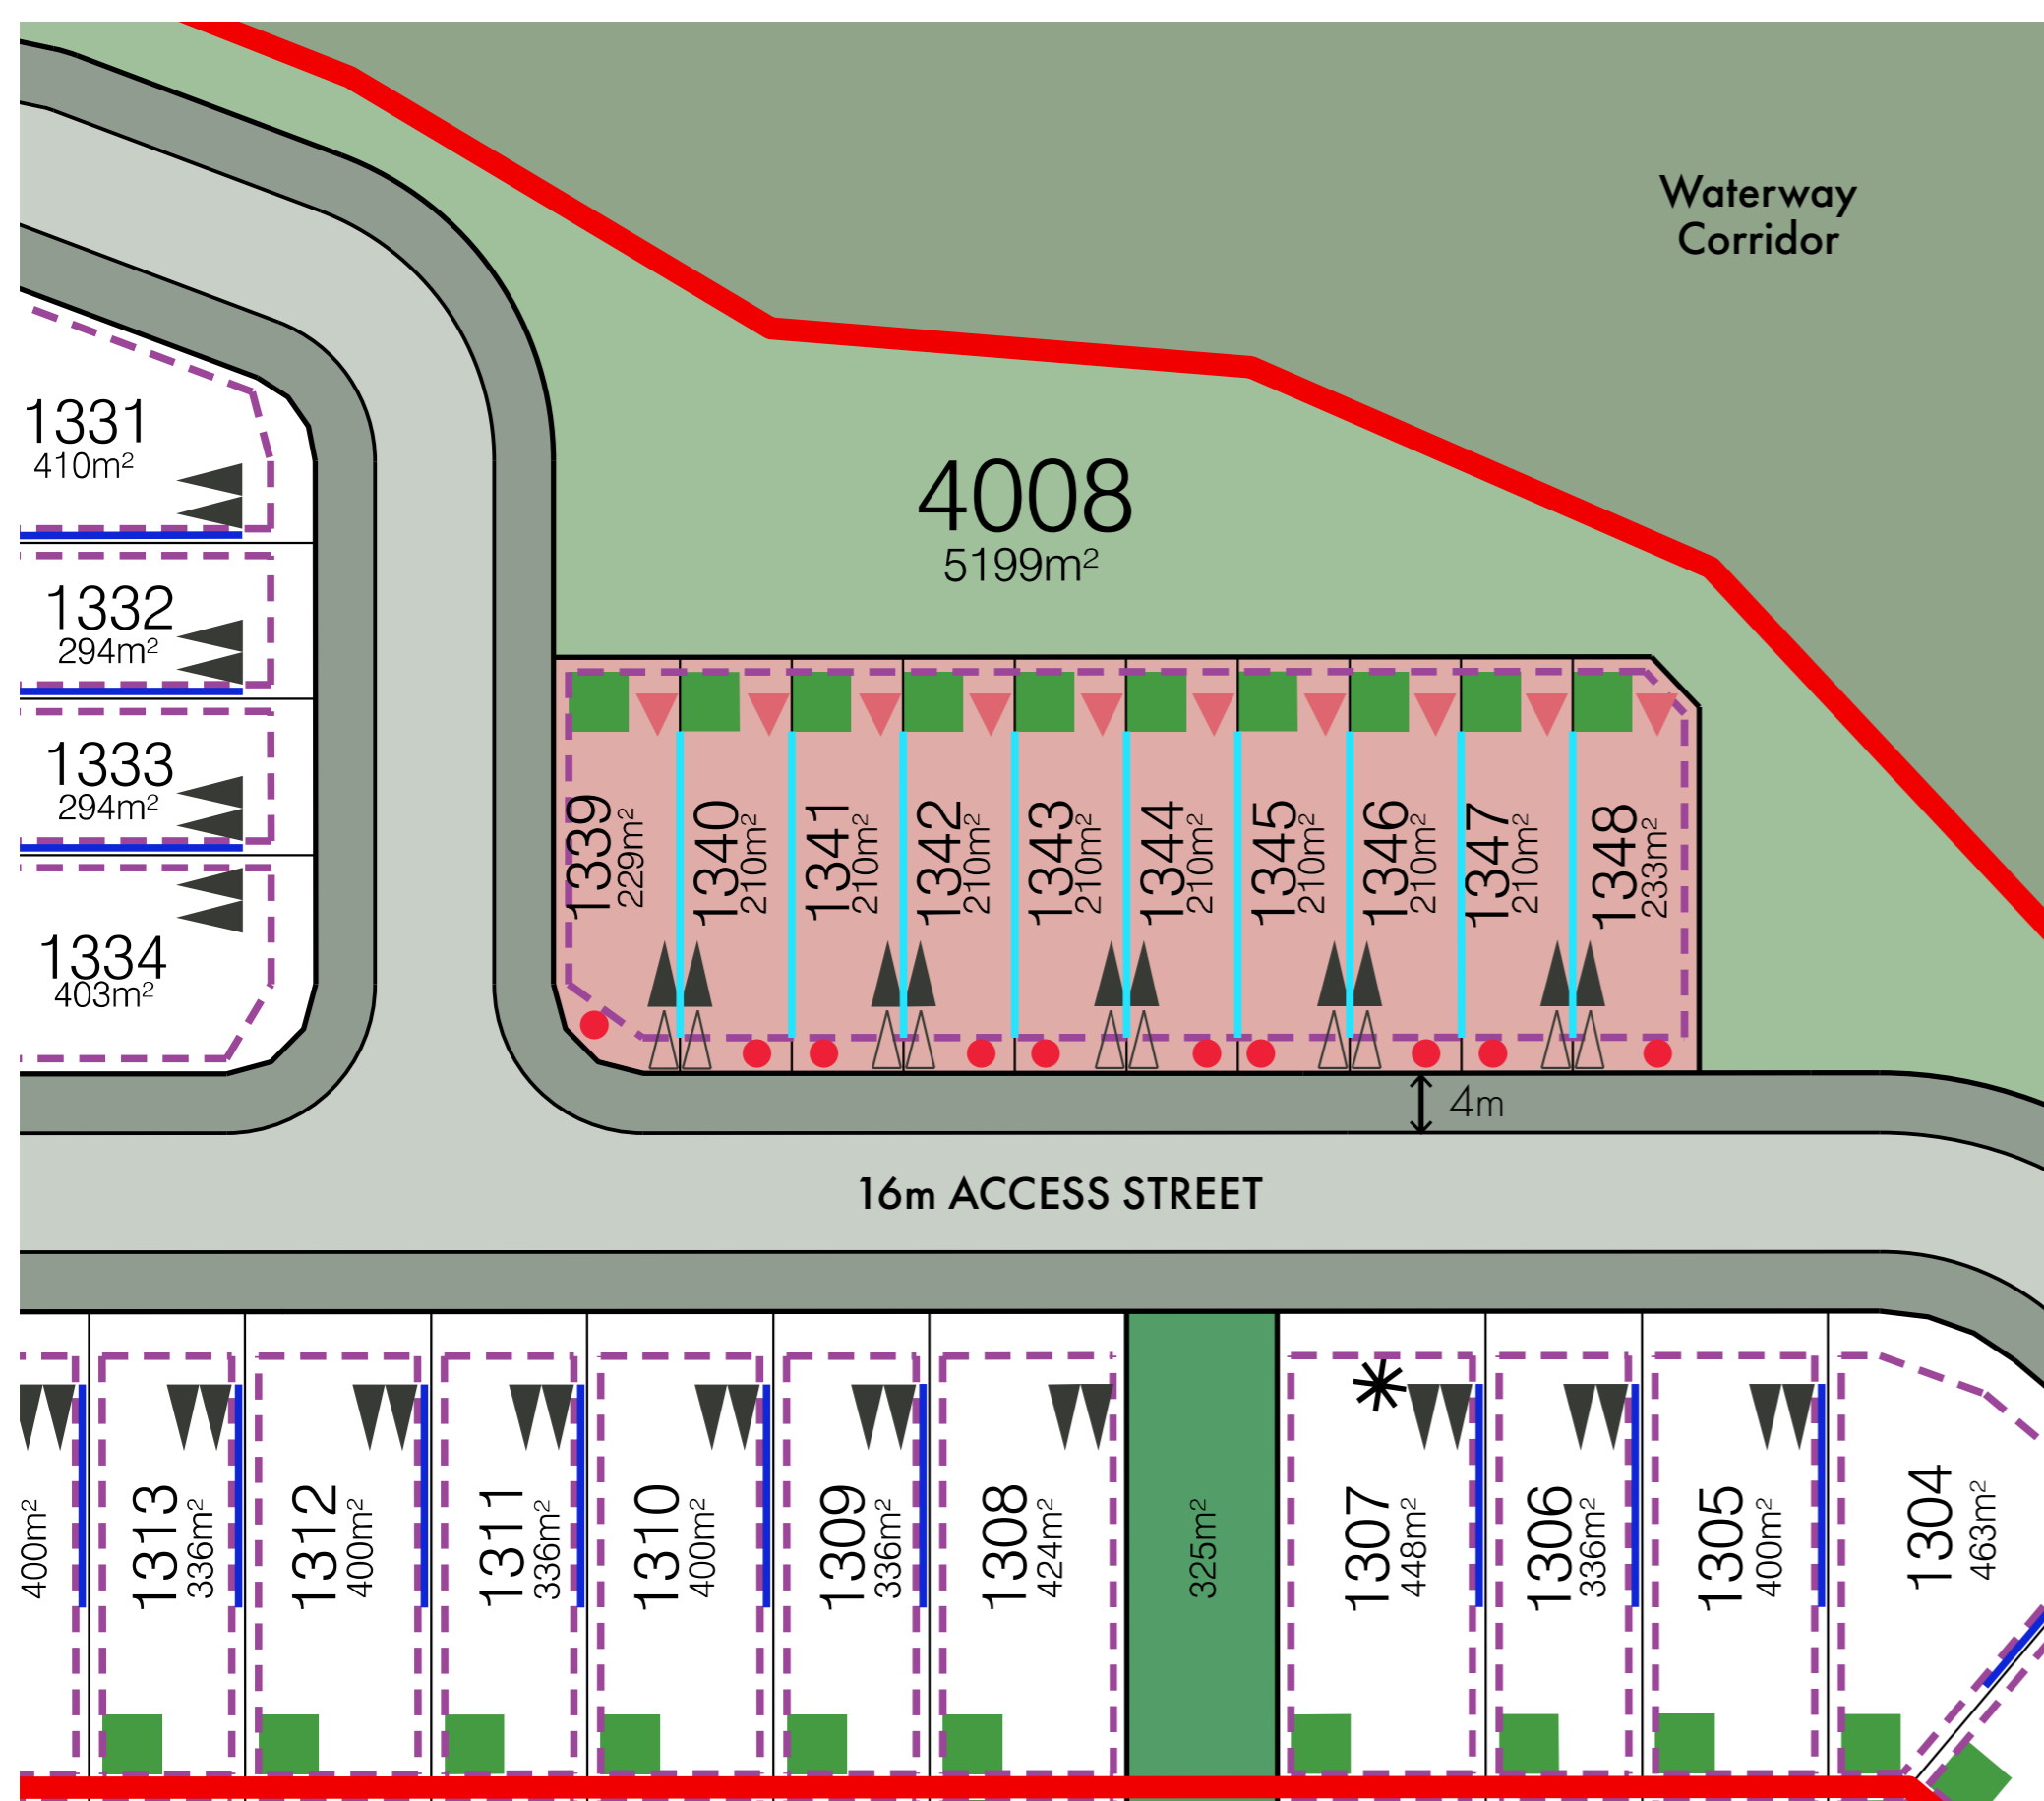 Waterway
Corridor
1331
410m²
4008
5199m²
1332
294m²
1333
294m²
1334
403m²
1339
229m²
1340
210m²
1341
210m²
1342
210m²
1343
210m²
1344
210m²
1345
210m²
1346
210m²
1347
210m²
1348
233m²
4m
16m ACCESS STREET
400m²
1313
336m²
1312
400m²
1311
336m²
1310
400m²
1309
336m²
1308
424m²
325m²
1307
448m²
1306
336m²
1305
400m²
1304
463m²